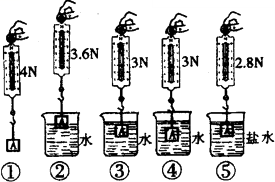 4N 3.6N 3N 3N 2.8N
A A A A A
水 水 水 盐水
① ② ③ ④ ⑤